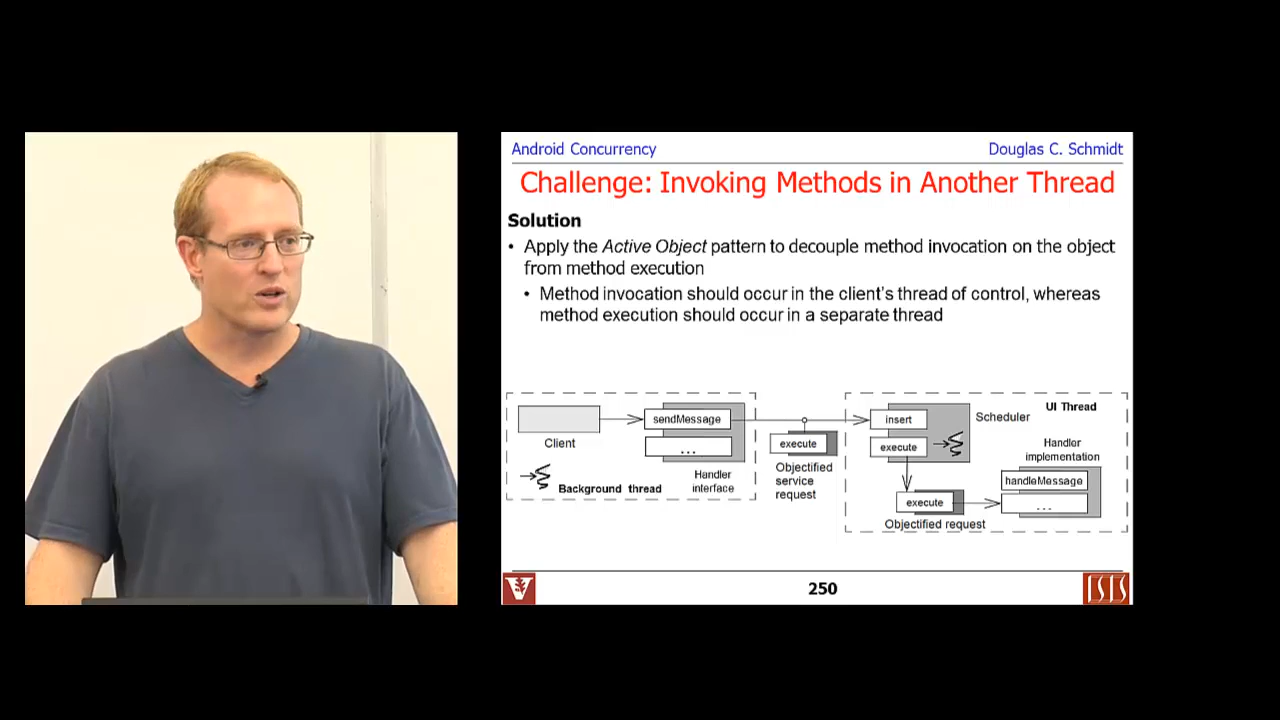 Android Concurrency
Douglas C. Schmidt
Challenge: Invoking Methods in Another Thread
Solution
• Apply the Active Object pattern to decouple method invocation on the object
from method execution
• Method invocation should occur in the client's thread of control, whereas
method execution should occur in a separate thread
Client
sendMessage
...
Handler
interface
Background thread
execute
Objectified
service
request
insert
execute
Scheduler
UI Thread
Handler
implementation
handleMessage
...
execute
Objectified request
V
250
ISIS